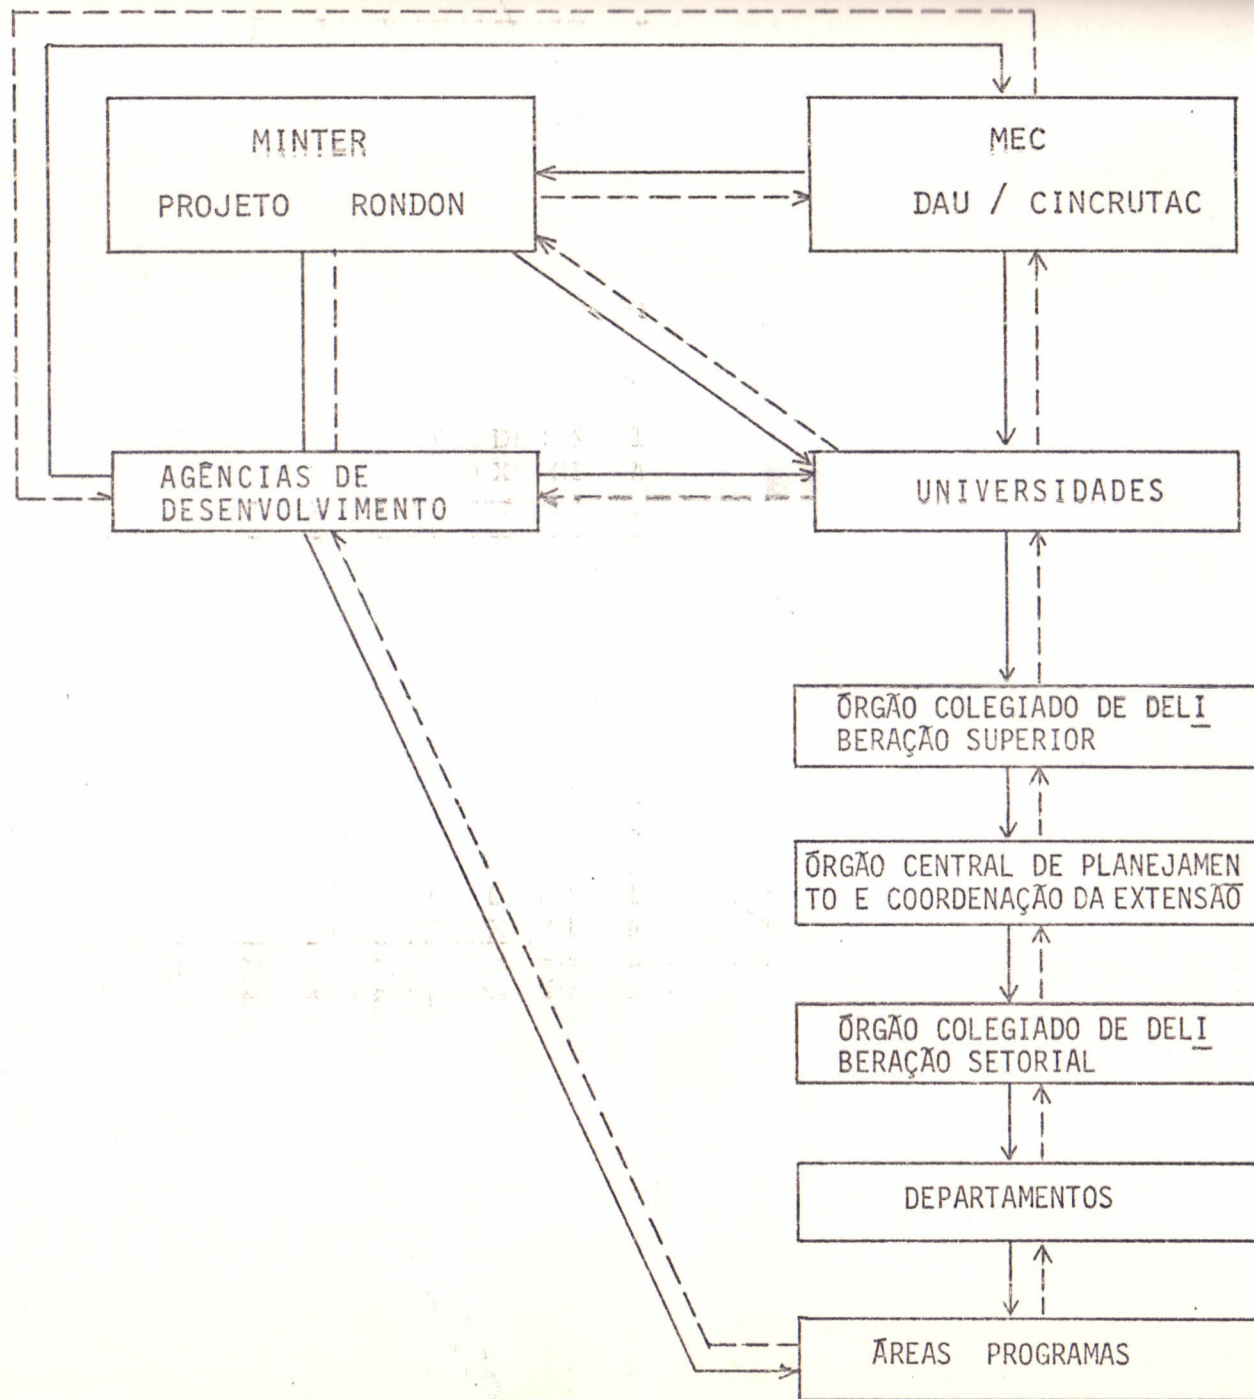 MINTER
PROJETO RONDON
MEC
DAU / CINCRUTAC
AGÊNCIAS DE
DESENVOLVIMENTO
UNIVERSIDADES
ÓRGÃO COLEGIADO DE DELI
BERAÇÃO SUPERIOR
ÓRGÃO CENTRAL DE PLANEJAMEN
TO E COORDENAÇÃO DA EXTENSÃO
ÓRGÃO COLEGIADO DE DELI
BERAÇÃO SETORIAL
DEPARTAMENTOS
ÁREAS PROGRAMAS